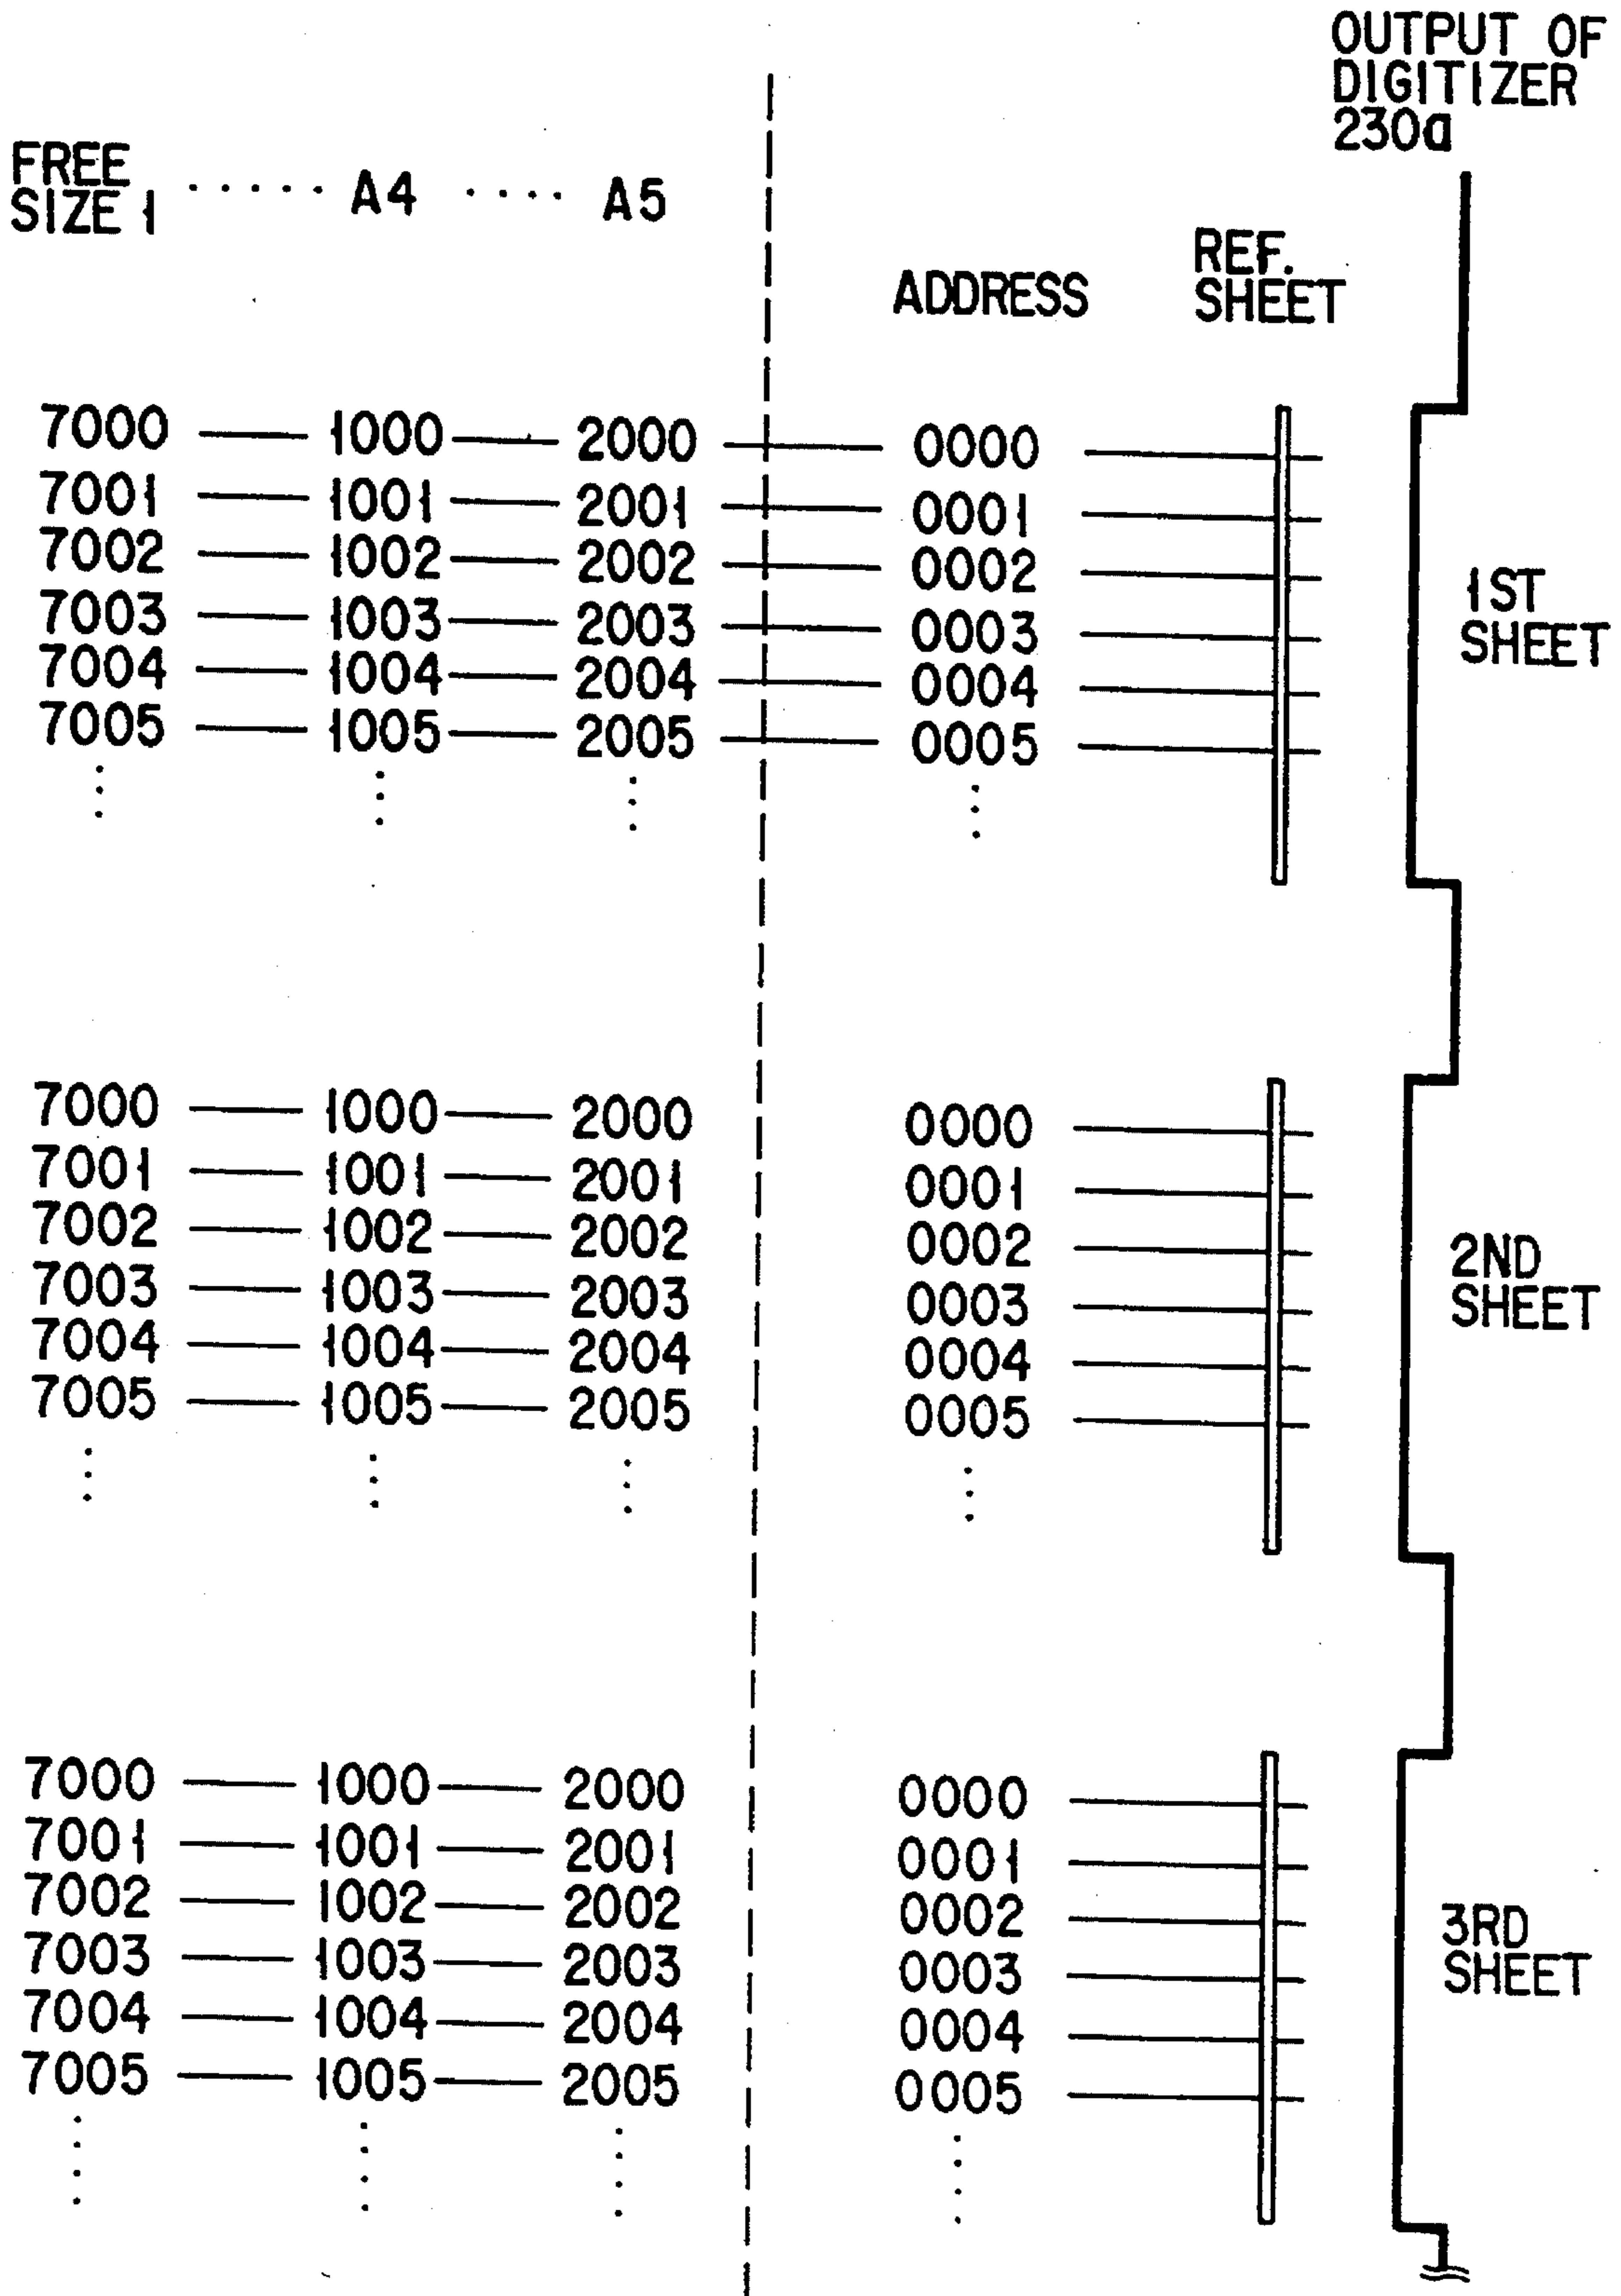 OUTPUT OF
DIGITIZER
230a
FREE
SIZE 1 ..... A4 .... A5
ADDRESS
REF.
SHEET
7000 1000 2000 0000
7001 1001 2001 0001
7002 1002 2002 0002
7003 1003 2003 0003
7004 1004 2004 0004
7005 1005 2005 0005
1ST
SHEET
7000 1000 2000 0000
7001 1001 2001 0001
7002 1002 2002 0002
7003 1003 2003 0003
7004 1004 2004 0004
7005 1005 2005 0005
2ND
SHEET
7000 1000 2000 0000
7001 1001 2001 0001
7002 1002 2002 0002
7003 1003 2003 0003
7004 1004 2004 0004
7005 1005 2005 0005
3RD
SHEET